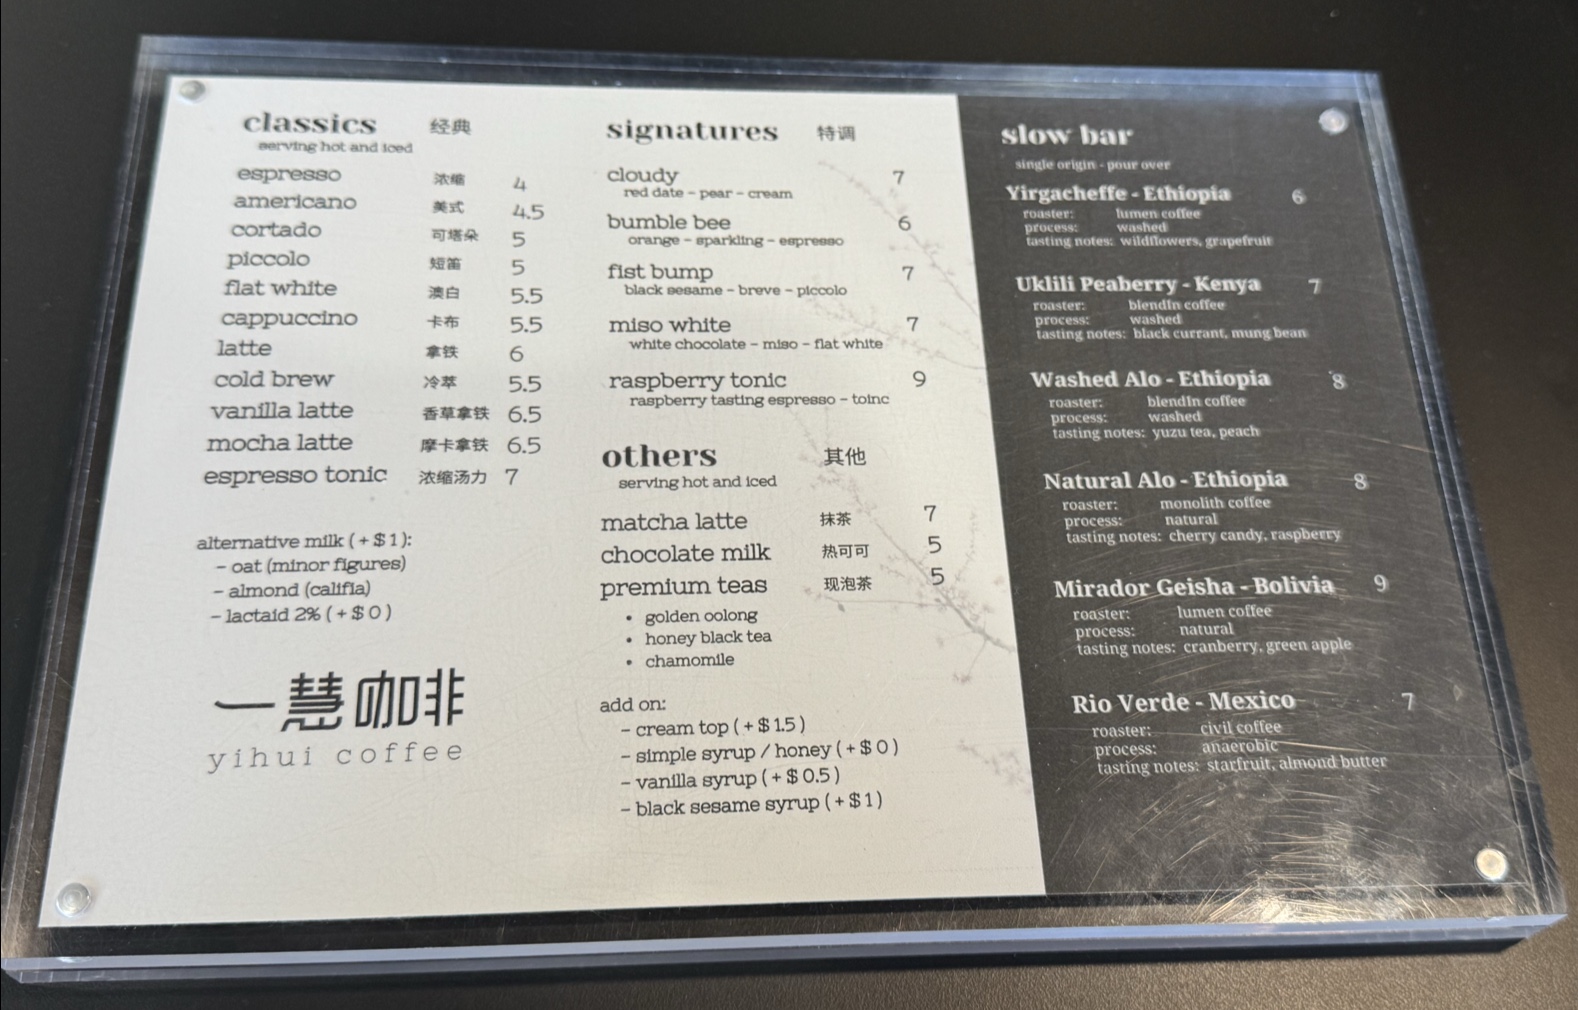 classics 经典
serving hot and iced
espresso 浓缩 4
americano 美式 4.5
cortado 可塔朵 5
piccolo 短笛 5
flat white 澳白 5.5
cappuccino 卡布 5.5
latte 拿铁 6
cold brew 冷萃 5.5
vanilla latte 香草拿铁 6.5
mocha latte 摩卡拿铁 6.5
espresso tonic 浓缩汤力 7
alternative milk ( + $ 1 ):
- oat (minor figures)
- almond (califia)
- lactaid 2% ( + $ 0 )
一慧咖啡
yihui coffee
signatures 特调
cloudy 7
red date - pear - cream
bumble bee 6
orange - sparkling - espresso
fist bump 7
black sesame - breve - piccolo
miso white 7
white chocolate - miso - flat white
raspberry tonic 9
raspberry tasting espresso - toinc
others 其他
serving hot and iced
matcha latte 抹茶 7
chocolate milk 热可可 5
premium teas 现泡茶 5
• golden oolong
• honey black tea
• chamomile
add on:
- cream top ( + $ 1.5 )
- simple syrup / honey ( + $ 0 )
- vanilla syrup ( + $ 0.5 )
- black sesame syrup ( + $ 1 )
slow bar
single origin - pour over
Yirgacheffe - Ethiopia 6
roaster: lumen coffee
process: washed
tasting notes: wildflowers, grapefruit
Uklili Peaberry - Kenya 7
roaster: blendIn coffee
process: washed
tasting notes: black currant, mung bean
Washed Alo - Ethiopia 8
roaster: blendIn coffee
process: washed
tasting notes: yuzu tea, peach
Natural Alo - Ethiopia 8
roaster: monolith coffee
process: natural
tasting notes: cherry candy, raspberry
Mirador Geisha - Bolivia 9
roaster: lumen coffee
process: natural
tasting notes: cranberry, green apple
Rio Verde - Mexico 7
roaster: civil coffee
process: anaerobic
tasting notes: starfruit, almond butter